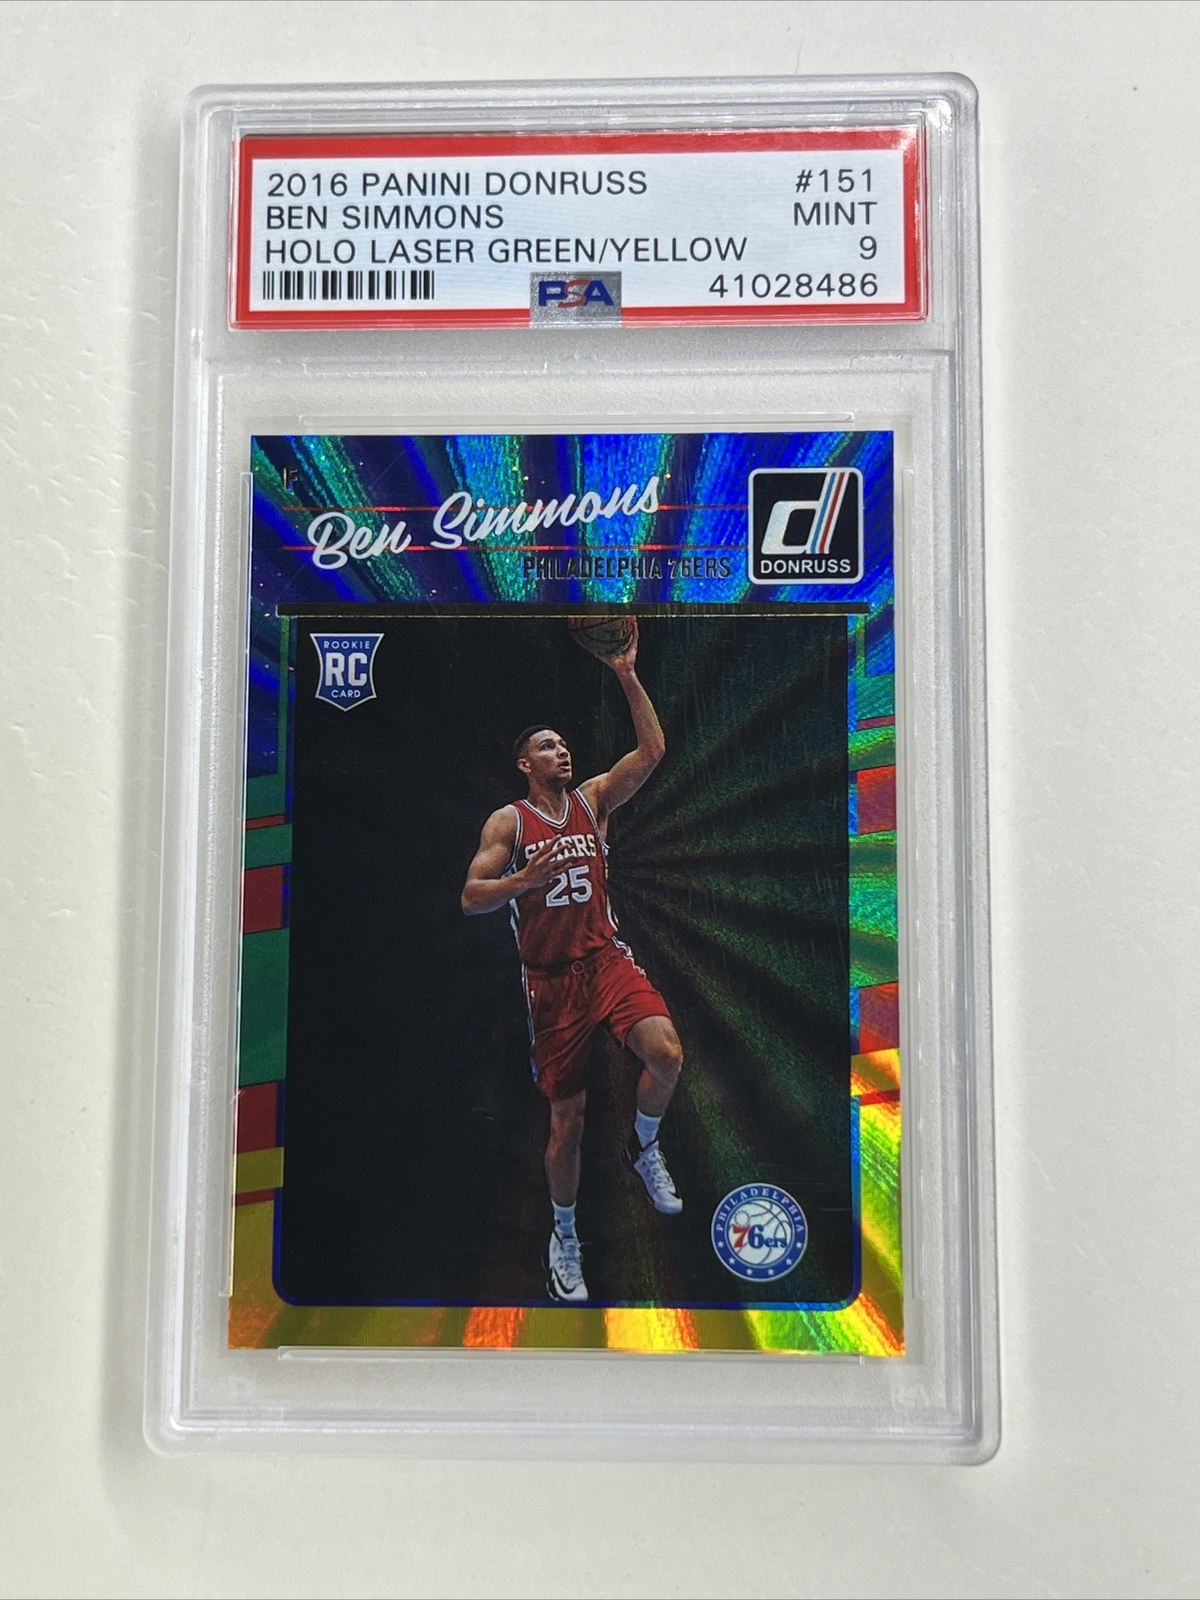 2016 PANINI DONRUSS #151
BEN SIMMONS MINT
HOLO LASER GREEN/YELLOW 9
PSA 41028486
F
Ben Simmons
PHILADELPHIA 76ERS
d
DONRUSS
ROOKIE
RC
CARD
SIXERS
25
PHILADELPHIA
76ers